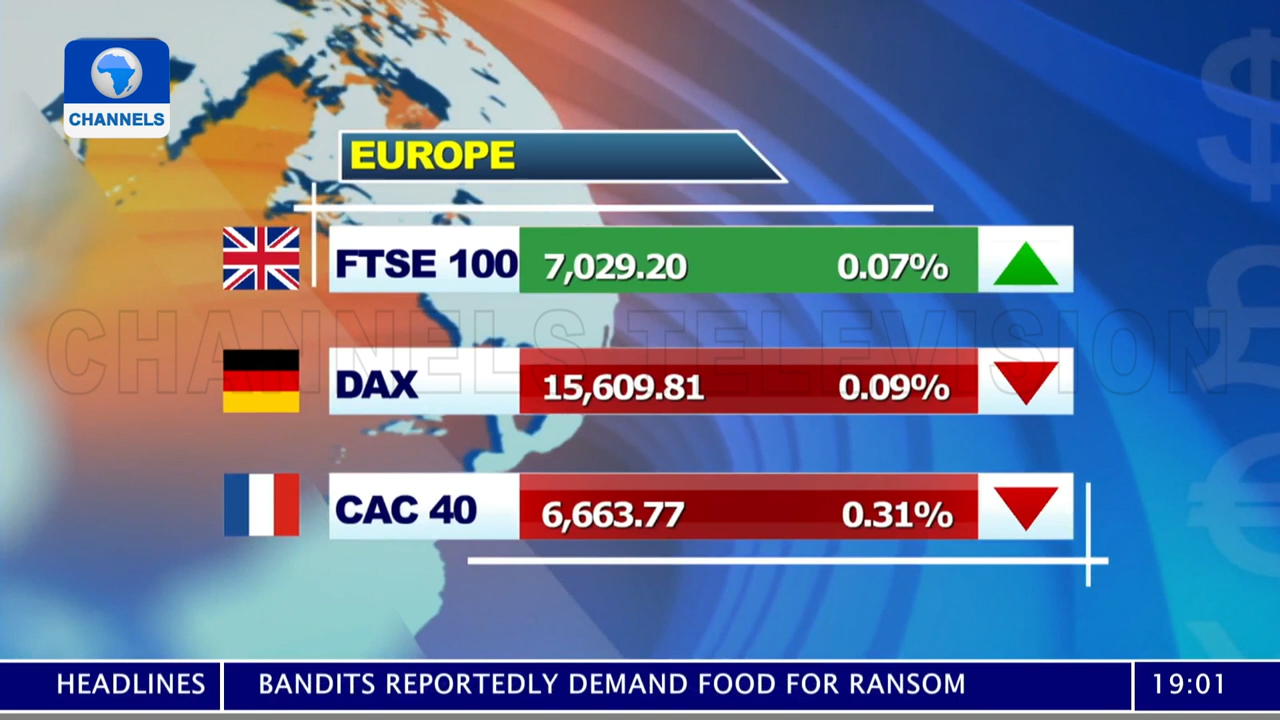 CHANNELS
EUROPE
FTSE 100 7,029.20 0.07%
CHANNELS TELEVISION
DAX 15,609.81 0.09%
CAC 40 6,663.77 0.31%
HEADLINES BANDITS REPORTEDLY DEMAND FOOD FOR RANSOM 19:01